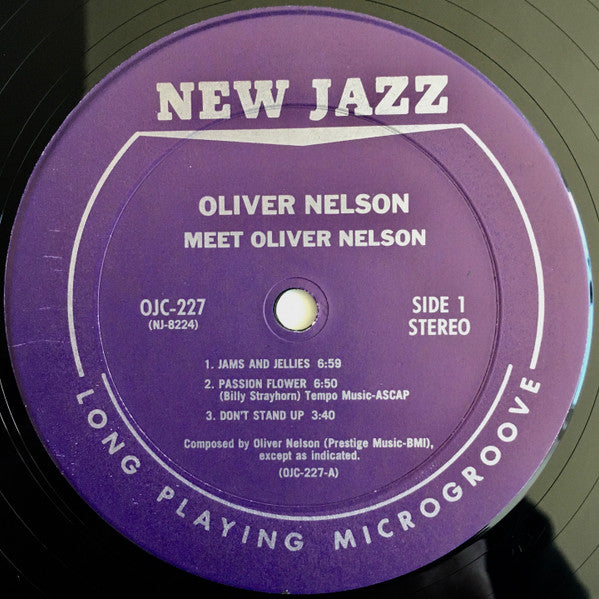 NEW JAZZ
OLIVER NELSON
MEET OLIVER NELSON
OJC-227
(NJ-8224)
SIDE 1
STEREO
1. JAMS AND JELLIES 6:59
2. PASSION FLOWER 6:50
(Billy Strayhorn) Tempo Music-ASCAP
3. DON'T STAND UP 3:40
Composed by Oliver Nelson (Prestige Music-BMI),
except as indicated.
(OJC-227-A)
LONG PLAYING MICROGROOVE